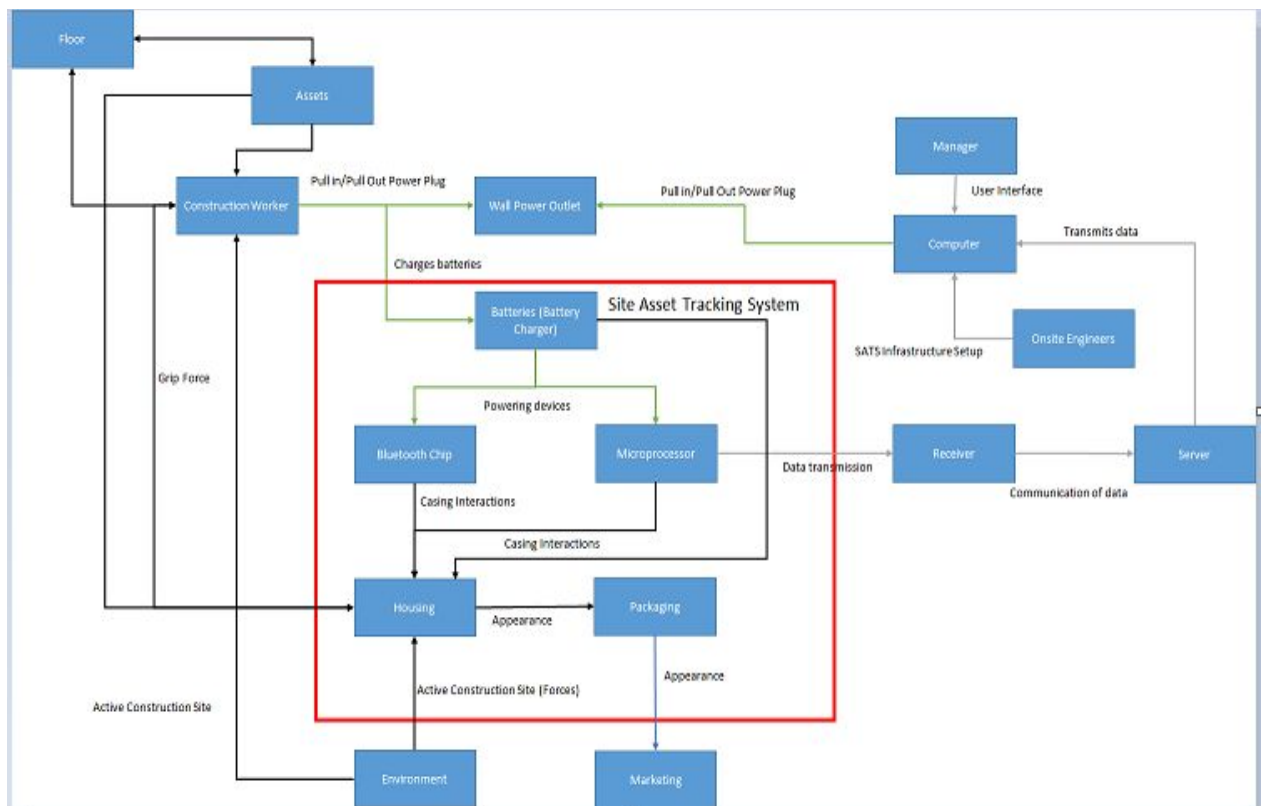 Floor
Assets
Manager
Pull in/Pull Out Power Plug
Pull in/Pull Out Power Plug
User Interface
Construction Worker
Wall Power Outlet
Computer
Transmits data
Charges batteries
Site Asset Tracking System
Batteries (Battery
Charger)
Onsite Engineers
SATS Infrastructure Setup
Grip Force
Powering devices
Bluetooth Chip
Microprocessor
Data transmission
Receiver
Server
Communication of data
Casing Interactions
Casing Interactions
Housing
Appearance
Packaging
Appearance
Active Construction Site (Forces)
Active Construction Site
Environment
Marketing